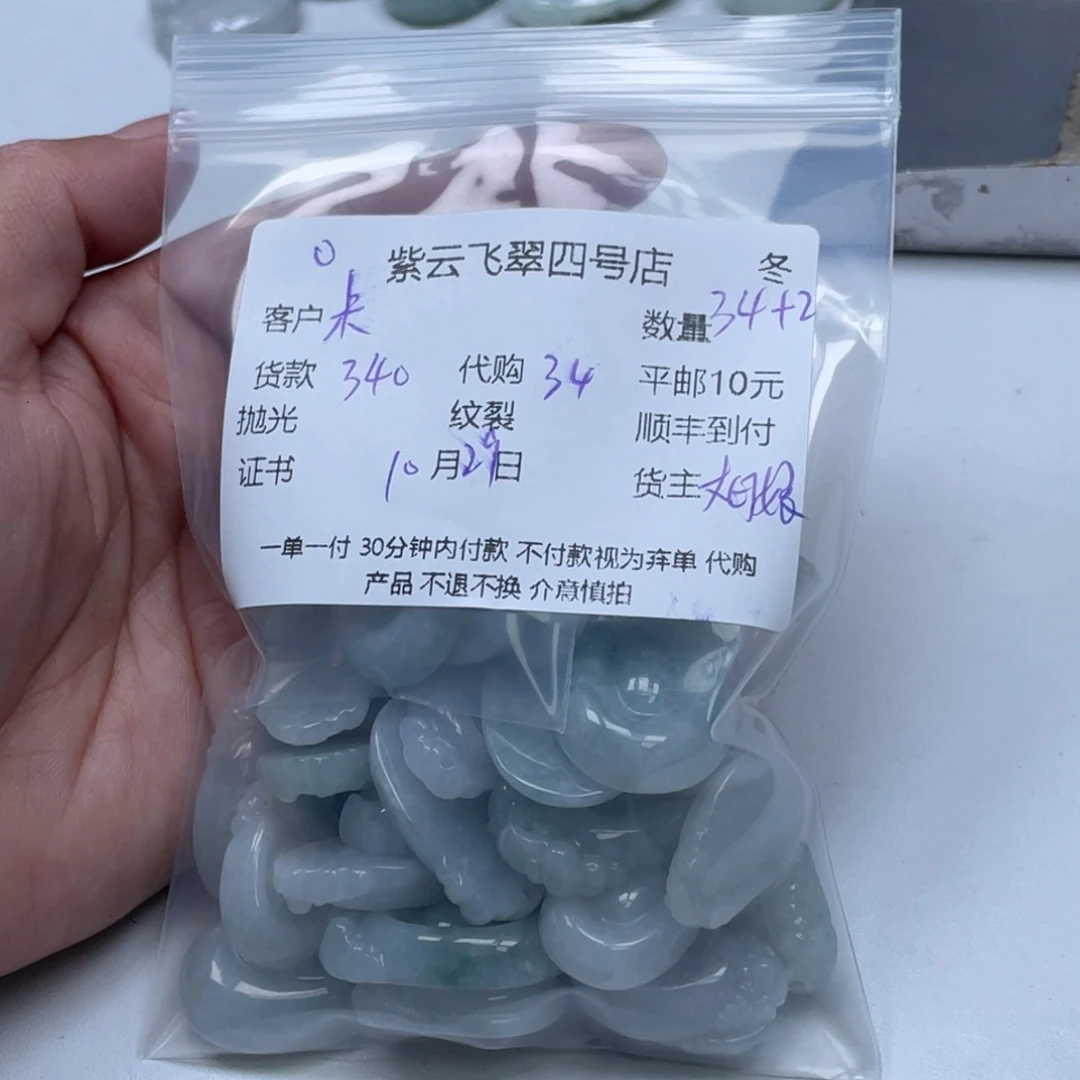 紫云飞翠四号店 冬
客户 卡 数量 34+2
货款 340 代购 34 平邮10元
抛光 纹裂 顺丰到付
证书 10月29日 货主
一单一付 30分钟内付款 不付款视为弃单 代购
产品 不退不换 介意慎拍